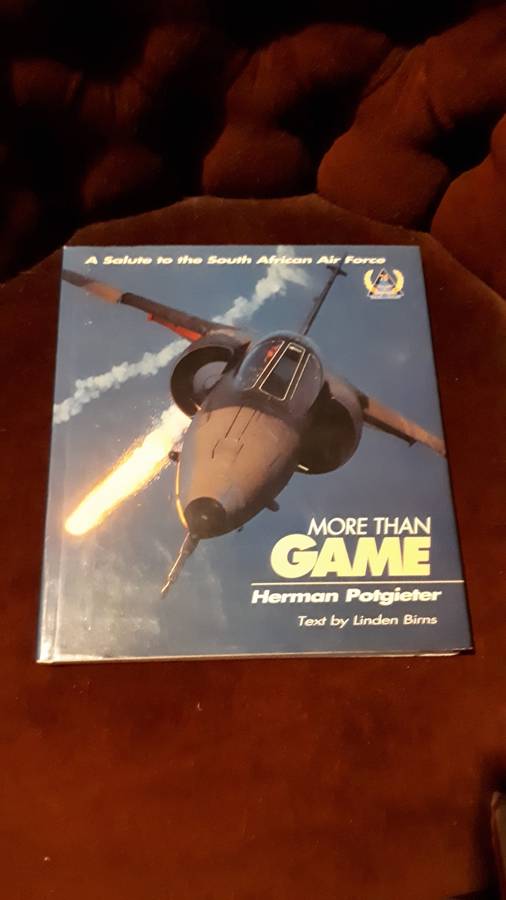 A Salute to the South African Air Force
MORE THAN
GAME
Herman Potgieter
Text by Linden Birns